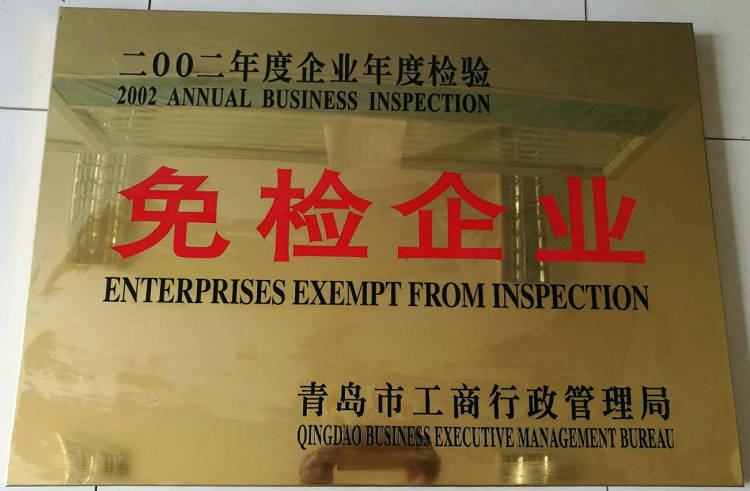 二00二年度企业年度检验
2002 ANNUAL BUSINESS INSPECTION
免检企业
ENTERPRISES EXEMPT FROM INSPECTION
青岛市工商行政管理局
QINGDAO BUSINESS EXECUTIVE MANAGEMENT BUREAU